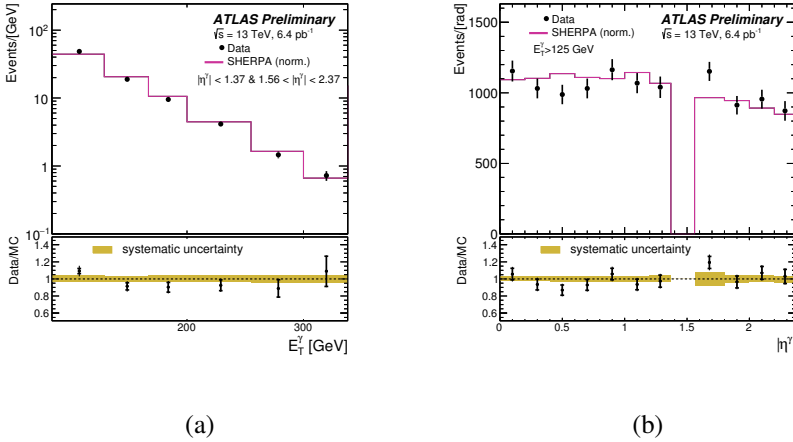 Events/[GeV]
10²
10
1
10⁻¹
ATLAS Preliminary
√s = 13 TeV, 6.4 pb⁻¹
Data
SHERPA (norm.)
|η^γ| < 1.37 & 1.56 < |η^γ| < 2.37
Data/MC
1.4
1.2
1
0.8
0.6
systematic uncertainty
200
300
E_T^γ [GeV]
(a)
Events/[rad]
1500
1000
500
0
ATLAS Preliminary
√s = 13 TeV, 6.4 pb⁻¹
Data
SHERPA (norm.)
E_T^γ>125 GeV
Data/MC
1.4
1.2
1
0.8
0.6
systematic uncertainty
0
0.5
1
1.5
2
|η^γ|
(b)